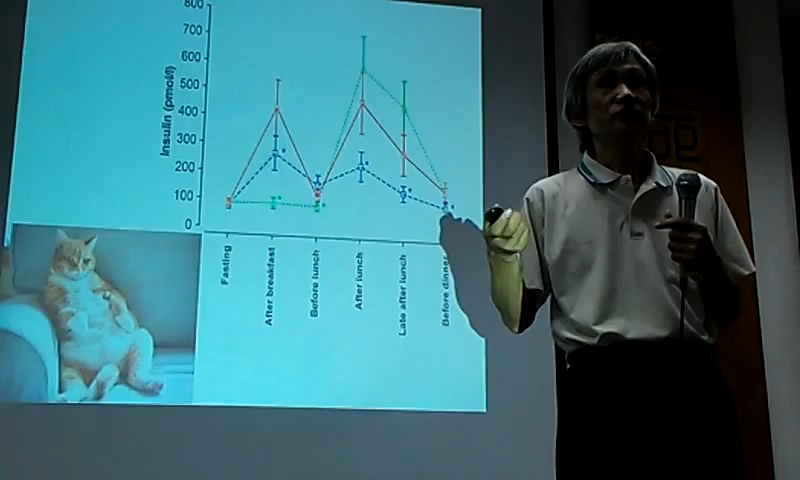 Insulin (pmol/l)
800
700
600
500
400
300
200
100
0
Fasting
After breakfast
Before lunch
After lunch
Late after lunch
Before dinner